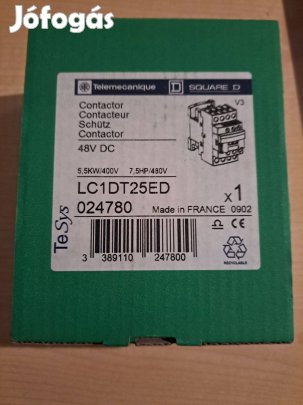 Jófogás
Telemecanique
SQUARE D
Contactor
Contacteur
Schütz
Contactor
V3
48V DC
5,5KW/400V 7,5HP/480V
LC1DT25ED
024780
x1
Made in FRANCE 0902
TeSys
3 389110 247800
RECYCLABLE